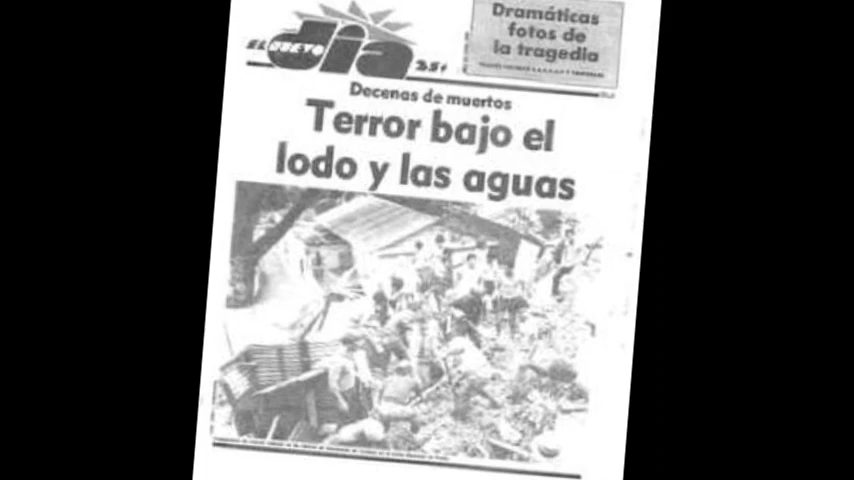 EL NUEVO
día
25¢
Dramáticas
fotos de
la tragedia
Decenas de muertos
Terror bajo el
lodo y las aguas